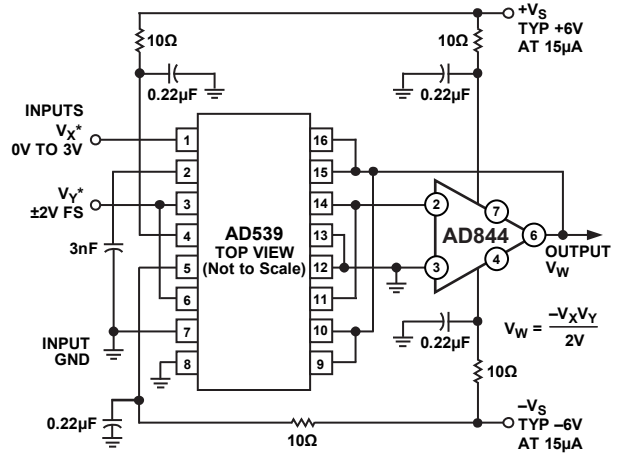 +VS
TYP +6V
AT 15µA
10Ω
10Ω
0.22µF
0.22µF
INPUTS
VX*
0V TO 3V
VY*
±2V FS
3nF
INPUT
GND
1
2
3
4
5
6
7
8
AD539
TOP VIEW
(Not to Scale)
16
15
14
13
12
11
10
9
2
3
7
4
6
AD844
OUTPUT
VW
0.22µF
VW = −VXVY
2V
10Ω
0.22µF
10Ω
−VS
TYP −6V
AT 15µA